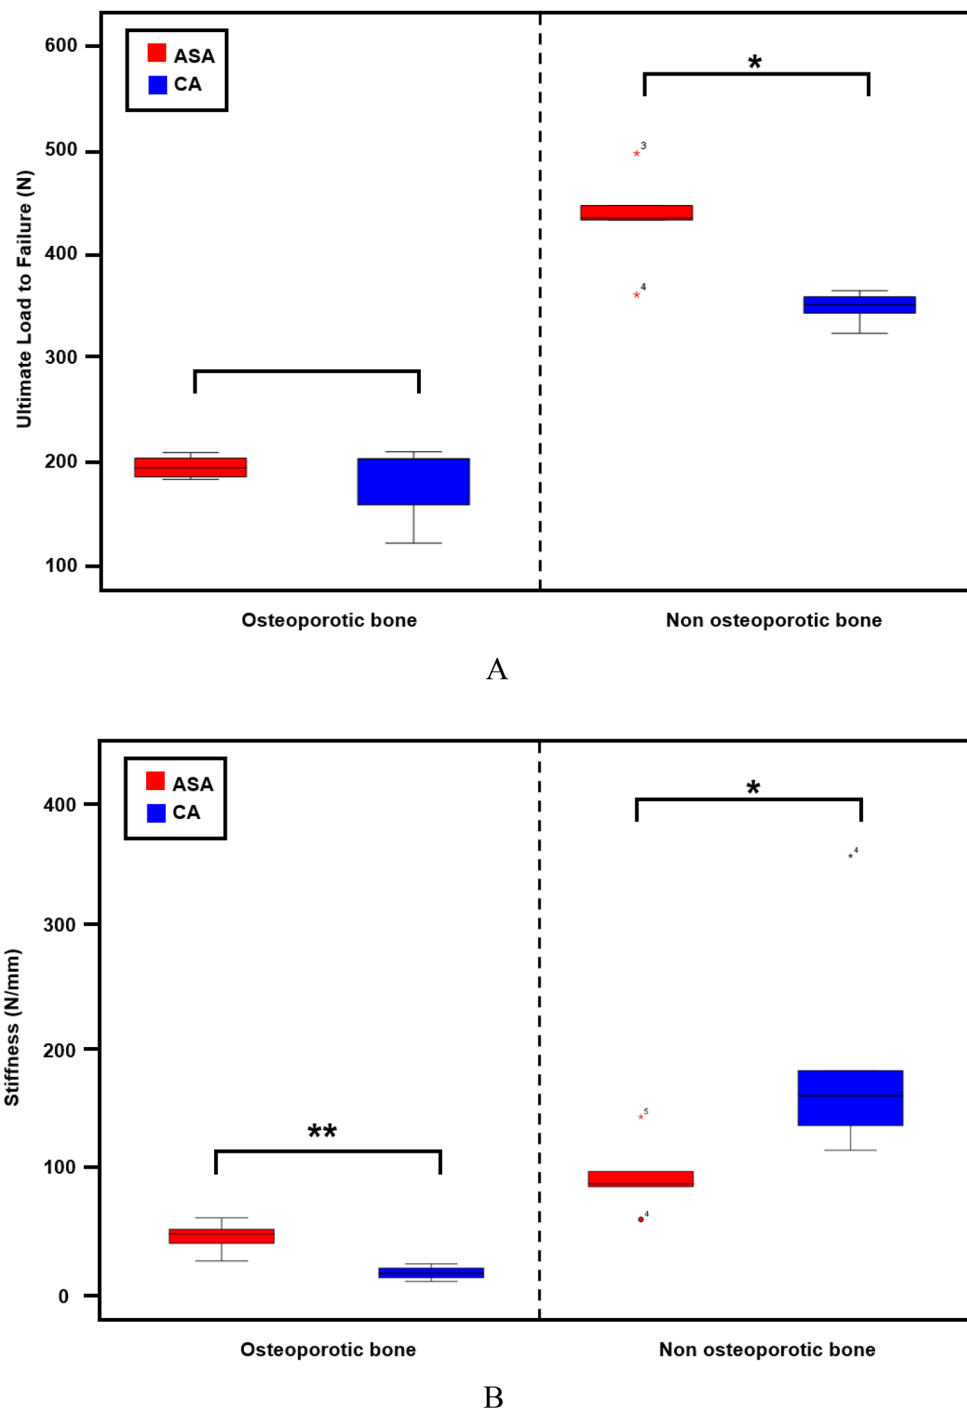 ASA
CA
*
600
500
400
300
200
100
Ultimate Load to Failure (N)
*3
*4
Osteoporotic bone
Non osteoporotic bone
A
ASA
CA
*
**
400
300
200
100
0
Stiffness (N/mm)
*4
*5
4
Osteoporotic bone
Non osteoporotic bone
B